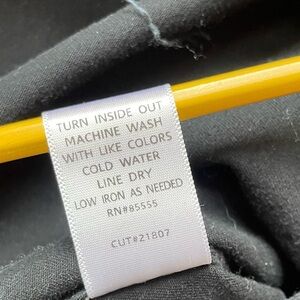 TURN INSIDE OUT
MACHINE WASH
WITH LIKE COLORS
COLD WATER
LINE DRY
LOW IRON AS NEEDED
RN#85555
CUT#21807